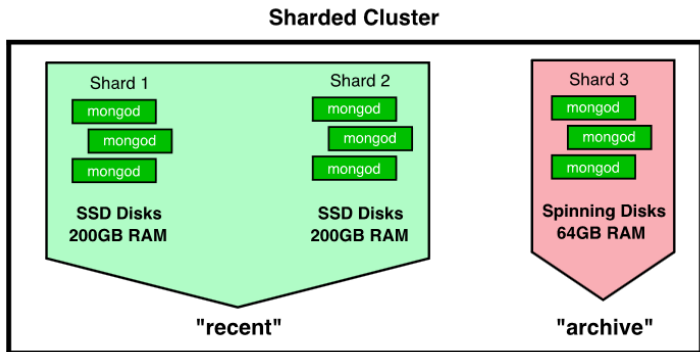 Sharded Cluster
Shard 1
mongod
mongod
mongod
SSD Disks
200GB RAM
Shard 2
mongod
mongod
mongod
SSD Disks
200GB RAM
"recent"
Shard 3
mongod
mongod
mongod
Spinning Disks
64GB RAM
"archive"